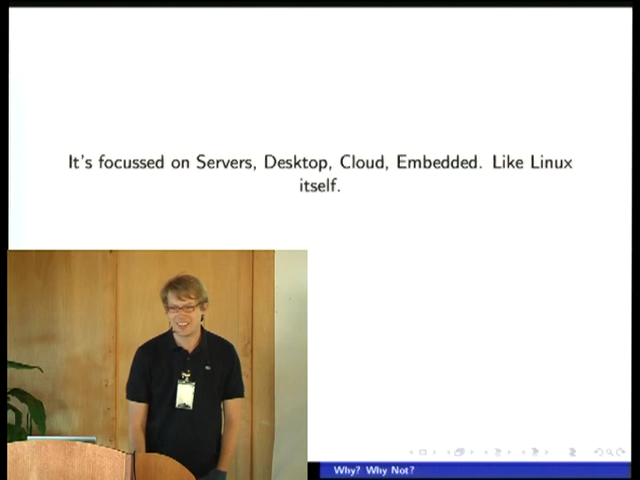 It's focussed on Servers, Desktop, Cloud, Embedded. Like Linux
itself.
Why? Why Not?